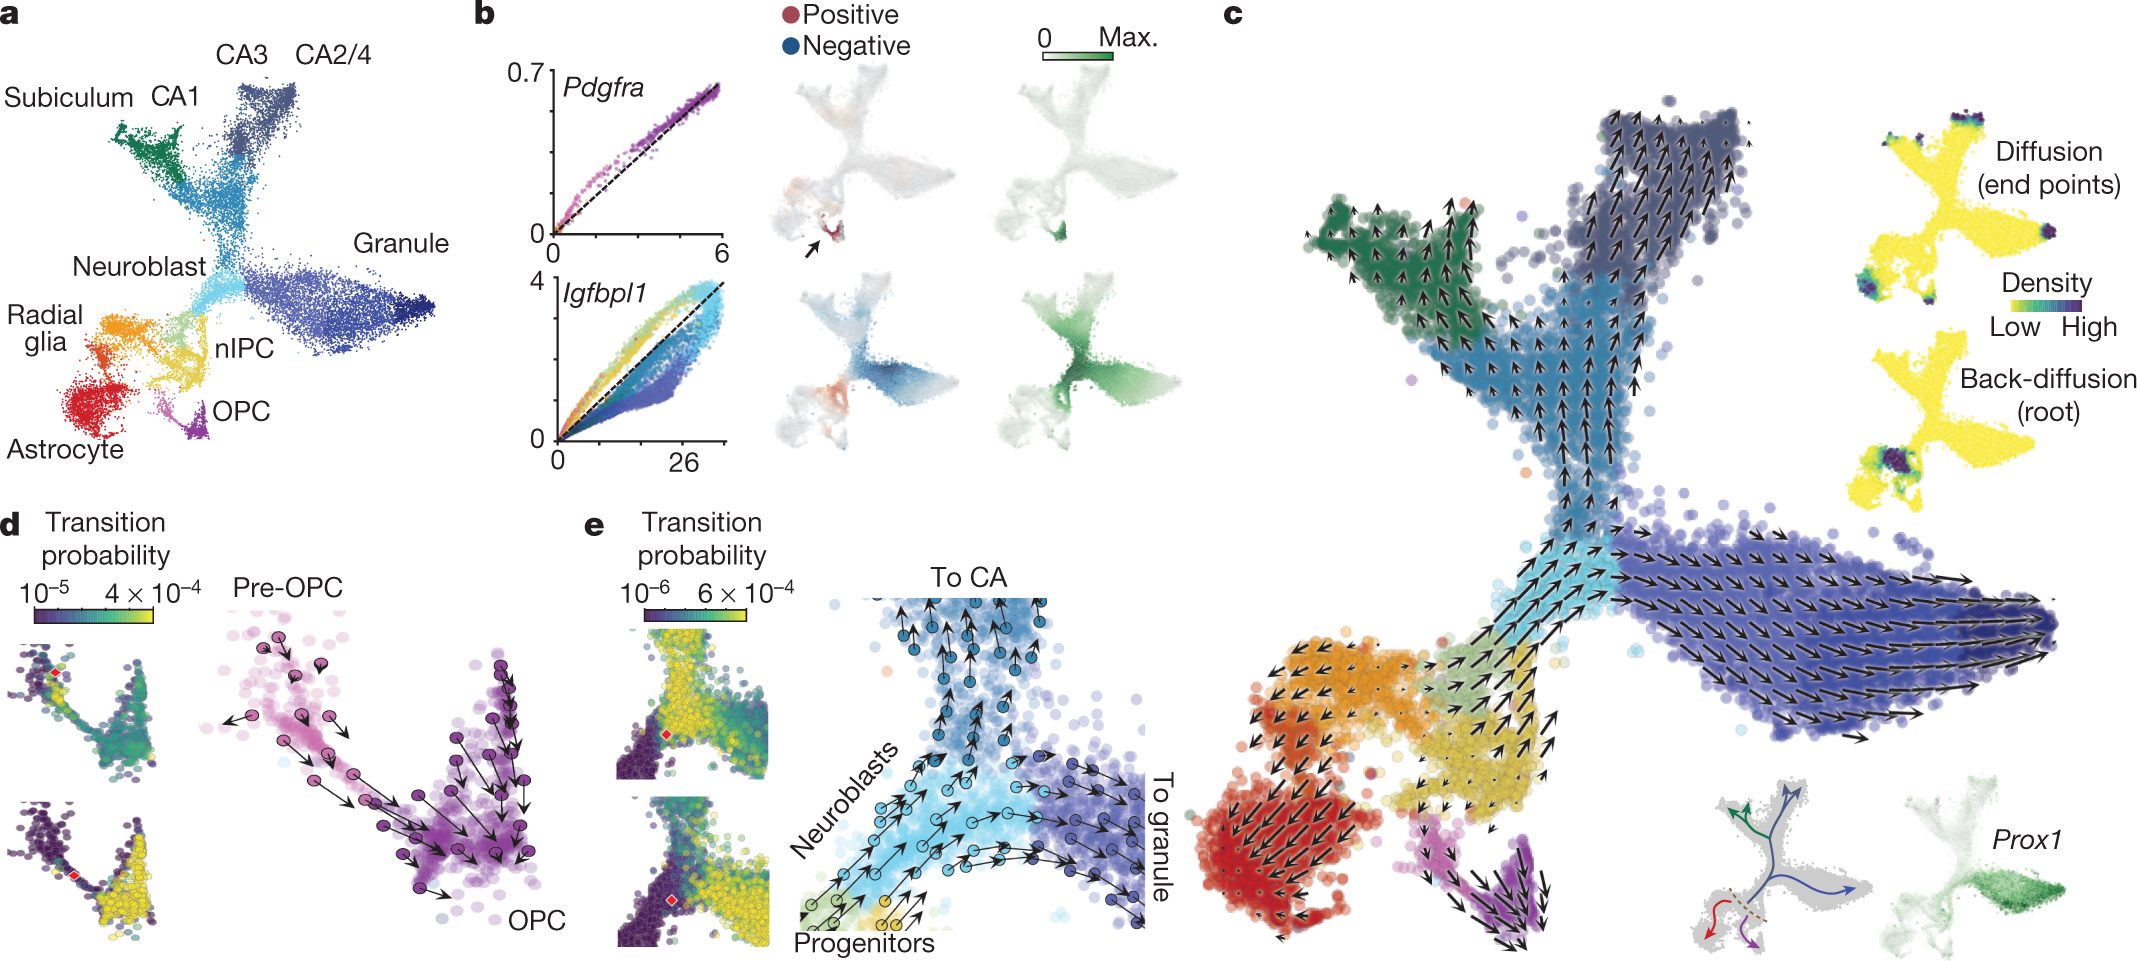 a
CA3 CA2/4
Subiculum CA1
Granule
Neuroblast
Radial
glia
nIPC
OPC
Astrocyte
b
Positive
Negative
0 Max.
0.7
Pdgfra
0
0 6
4
Igfbpl1
0
0 26
c
Diffusion
(end points)
Density
Low High
Back-diffusion
(root)
Prox1
d
Transition
probability
10⁻⁵ 4 × 10⁻⁴
Pre-OPC
OPC
e
Transition
probability
10⁻⁶ 6 × 10⁻⁴
To CA
Neuroblasts
To granule
Progenitors